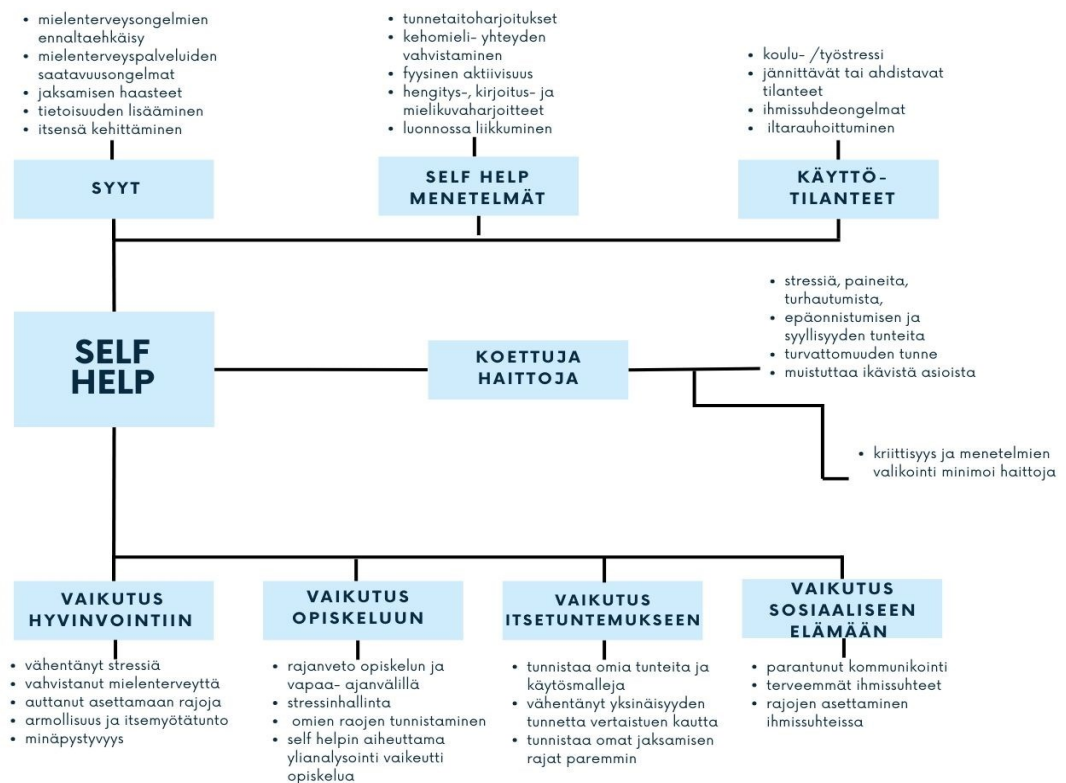 • mielenterveysongelmien
ennaltaehkäisy
• mielenterveyspalveluiden
saatavuusongelmat
• jaksamisen haasteet
• tietoisuuden lisääminen
• itsensä kehittäminen
SYYT
• tunnetaitoharjoitukset
• kehomieli- yhteyden
vahvistaminen
• fyysinen aktiivisuus
• hengitys-, kirjoitus- ja
mielikuvaharjoitteet
• luonnossa liikkuminen
SELF HELP
MENETELMÄT
• koulu- /työstressi
• jännittävät tai ahdistavat
tilanteet
• ihmissuhdeongelmat
• iltarauhoittuminen
KÄYTTÖ-
TILANTEET
SELF
HELP
KOETTUJA
HAITTOJA
• stressiä, paineita,
turhautumista,
• epäonnistumisen ja
syyllisyyden tunteita
• turvattomuuden tunne
• muistuttaa ikävistä asioista
• kriittisyys ja menetelmien
valikointi minimoi haittoja
VAIKUTUS
HYVINVOINTIIN
• vähentänyt stressiä
• vahvistanut mielenterveyttä
• auttanut asettamaan rajoja
• armollisuus ja itsemyötätunto
• minäpystyvyys
VAIKUTUS
OPISKELUUN
• rajanveto opiskelun ja
vapaa- ajanvälillä
• stressinhallinta
• omien raojen tunnistaminen
• self helpin aiheuttama
ylianalysointi vaikeutti
opiskelua
VAIKUTUS
ITSETUNTEMUKSEEN
• tunnistaa omia tunteita ja
käytösmalleja
• vähentänyt yksinäisyyden
tunnetta vertaistuen kautta
• tunnistaa omat jaksamisen
rajat paremmin
VAIKUTUS
SOSIAALISEEN
ELÄMÄÄN
• parantunut kommunikointi
• terveemmät ihmissuhteet
• rajojen asettaminen
ihmissuhteissa